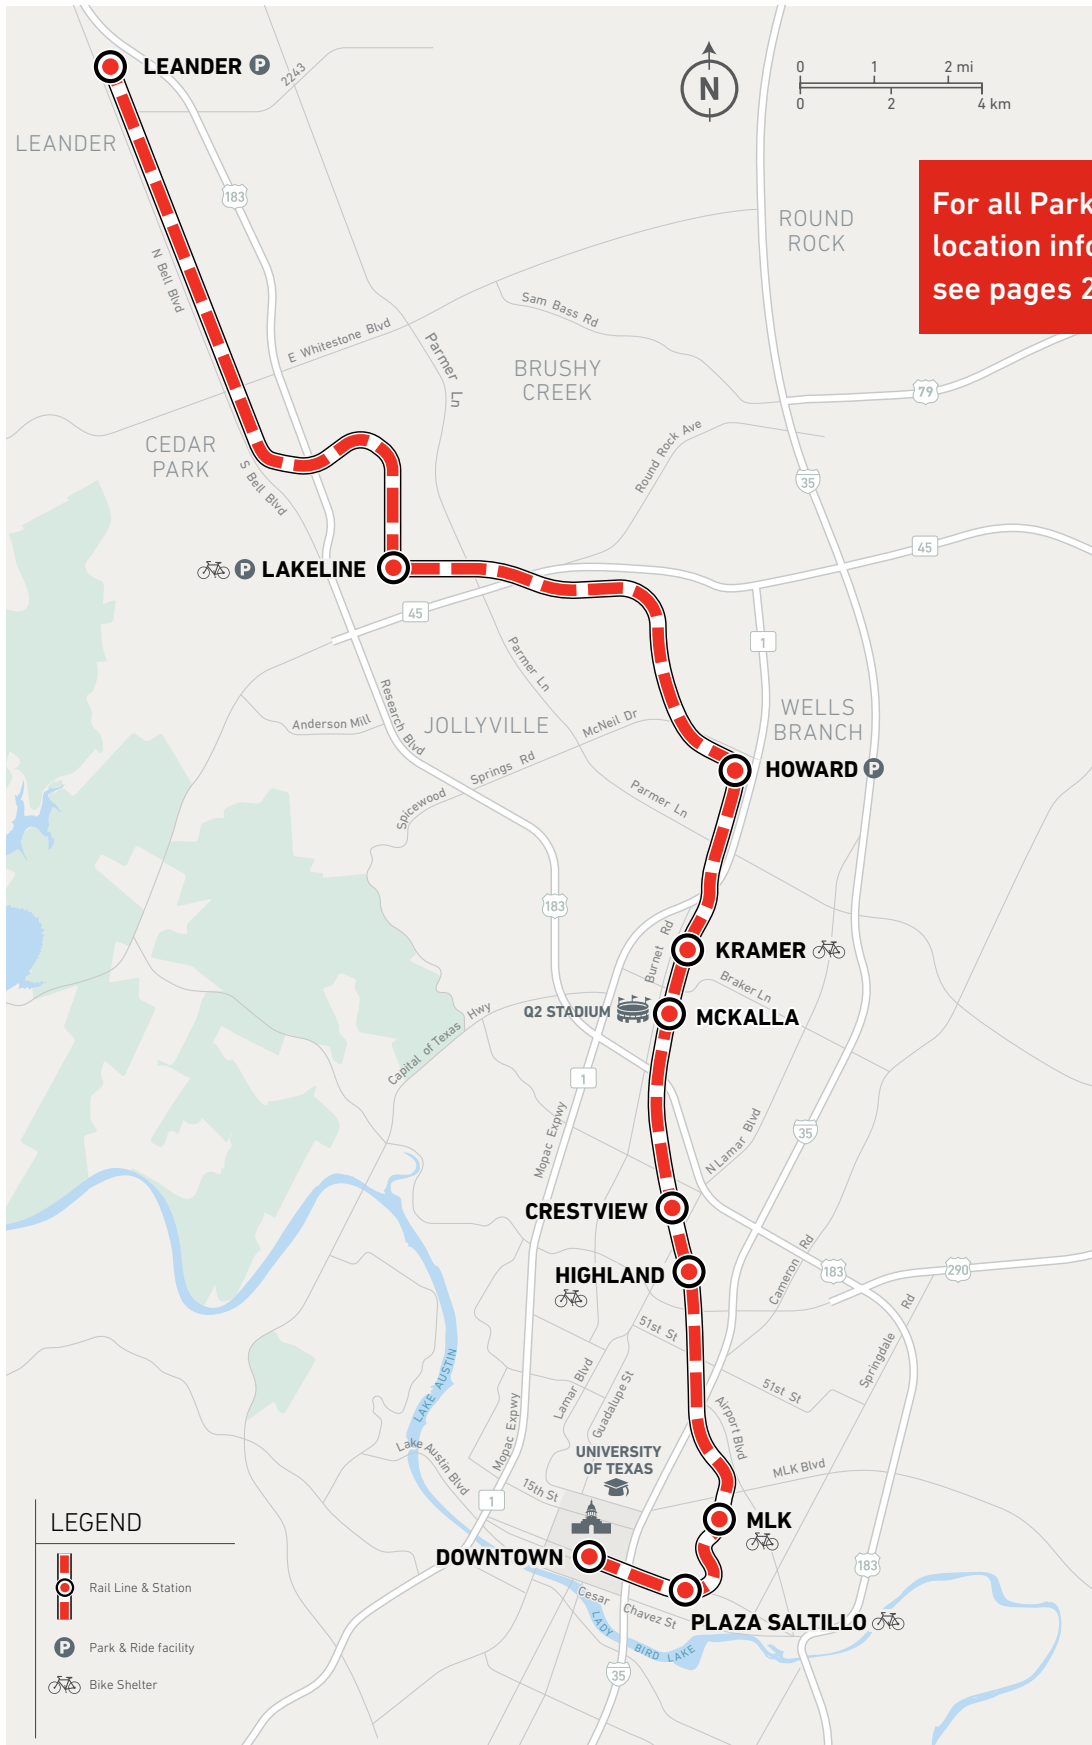 LEANDER P
2243
N
0 1 2 mi
0 2 4 km
LEANDER
183
For all Park
location info
see pages 2
ROUND
ROCK
N Bell Blvd
Sam Bass Rd
E Whitestone Blvd
Parmer Ln
BRUSHY
CREEK
79
CEDAR
PARK
Round Rock Ave
S Bell Blvd
35
45
P LAKELINE
45
1
Parmer Ln
Research Blvd
Anderson Mill
JOLLYVILLE
McNeil Dr
WELLS
BRANCH
Spicewood Springs Rd
HOWARD P
Parmer Ln
183
Burnet Rd
KRAMER
Braker Ln
Q2 STADIUM
MCKALLA
Capital of Texas Hwy
1
Mopac Expwy
35
N Lamar Blvd
CRESTVIEW
Cameron Rd
HIGHLAND
183
290
51st St
Springdale Rd
LAKE AUSTIN
Lamar Blvd
Guadalupe St
51st St
Mopac Expwy
Airport Blvd
Lake Austin Blvd
UNIVERSITY
OF TEXAS
MLK Blvd
15th St
1
MLK
DOWNTOWN
183
Cesar Chavez St
PLAZA SALTILLO
LADY BIRD LAKE
35
LEGEND
Rail Line & Station
P Park & Ride facility
Bike Shelter